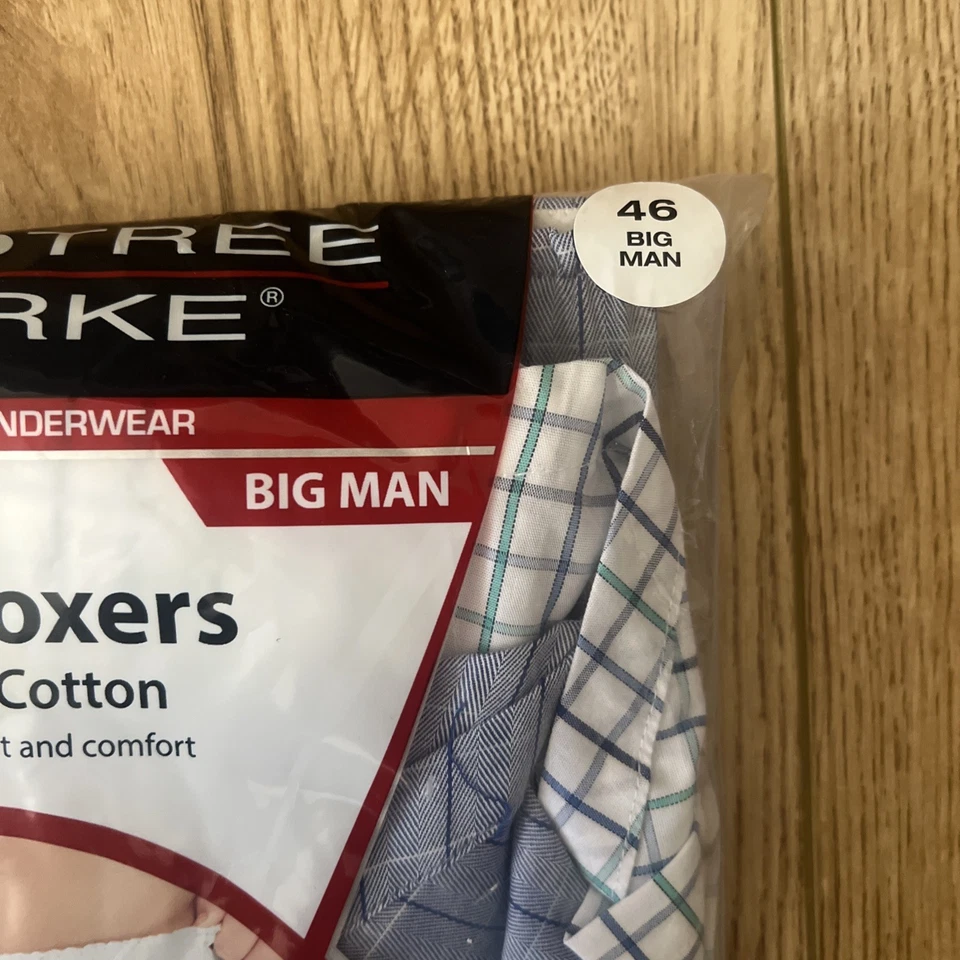 46
BIG
MAN
STREE
RKE®
NDERWEAR
BIG MAN
oxers
Cotton
t and comfort